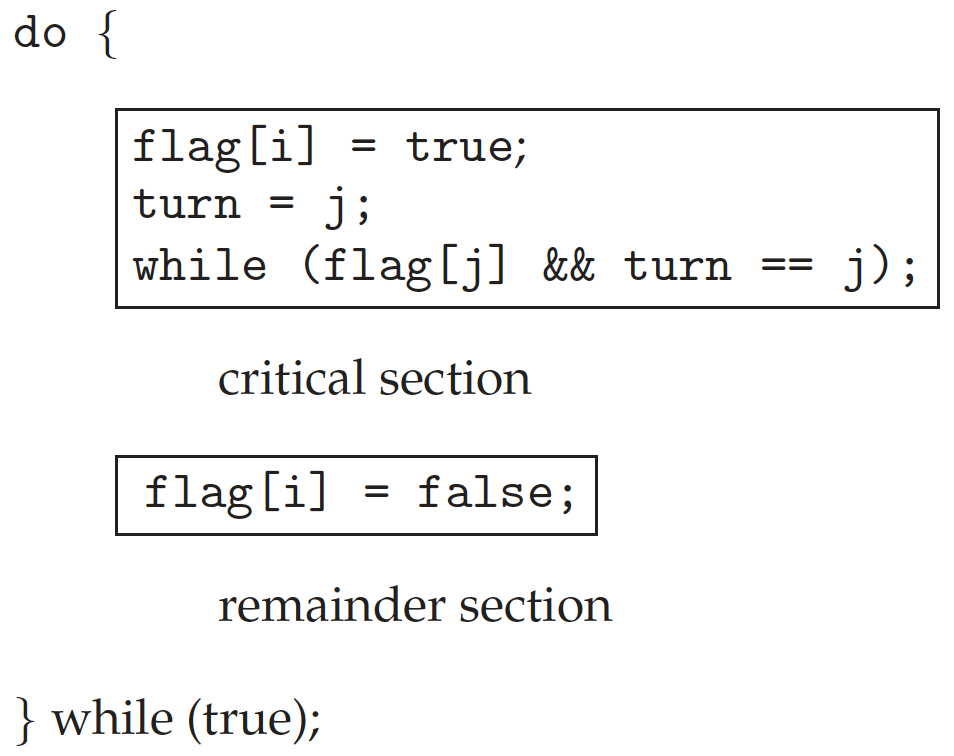 do {
flag[i] = true;
turn = j;
while (flag[j] && turn == j);
critical section
flag[i] = false;
remainder section
} while (true);